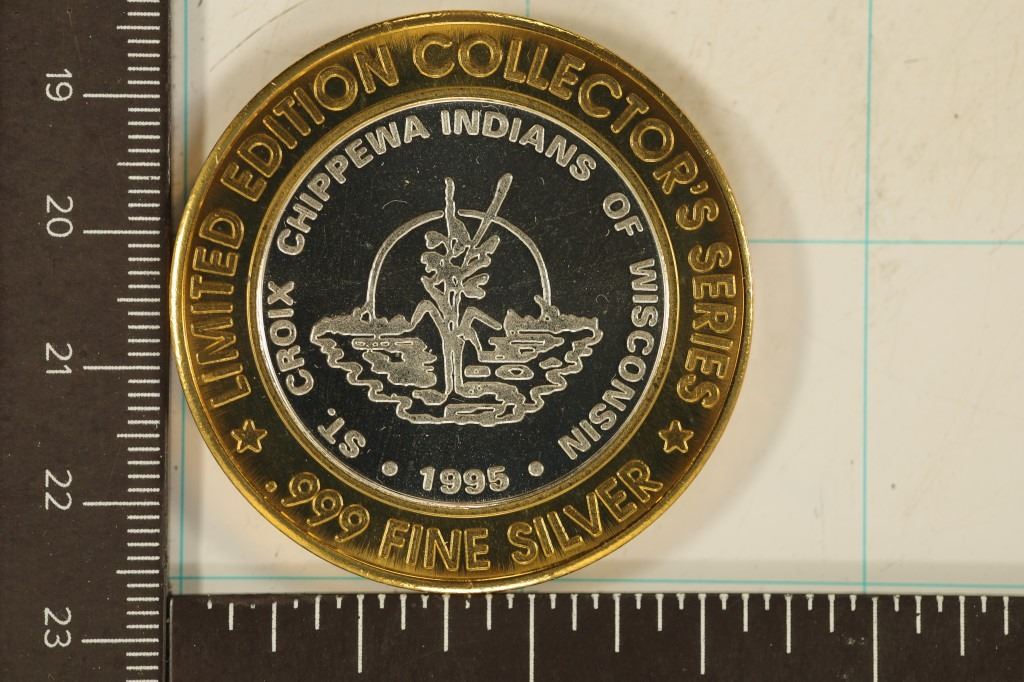 LIMITED EDITION COLLECTOR'S SERIES
.999 FINE SILVER
ST. CROIX CHIPPEWA INDIANS OF WISCONSIN
• 1995 •
19
20
21
22
23